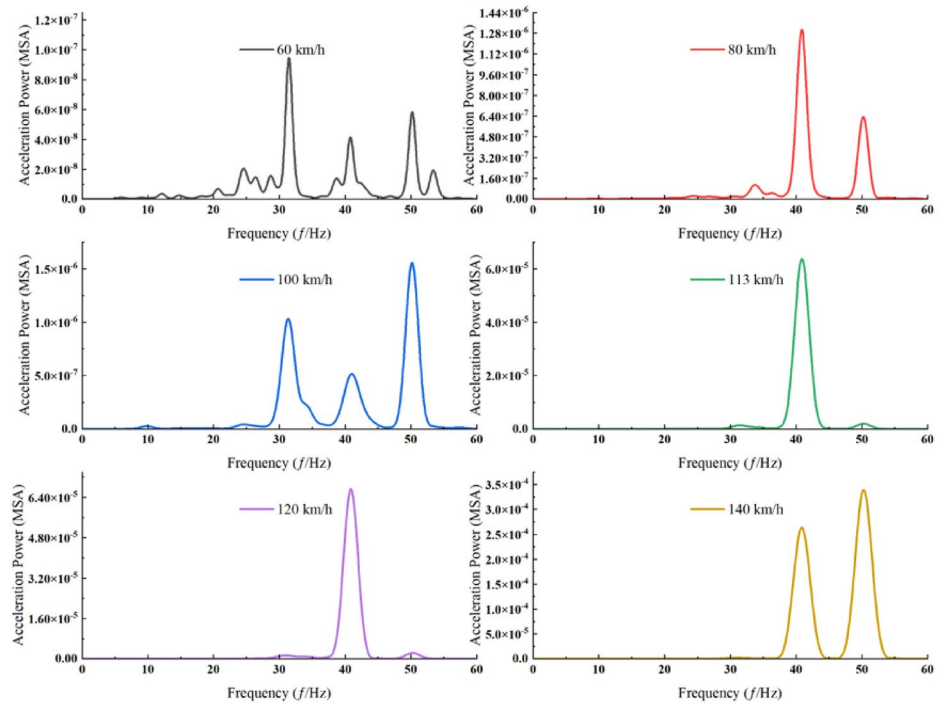 Acceleration Power (MSA)
1.2×10⁻⁷
1.0×10⁻⁷
8.0×10⁻⁸
6.0×10⁻⁸
4.0×10⁻⁸
2.0×10⁻⁸
0.0
60 km/h
0 10 20 30 40 50 60
Frequency (f/Hz)
Acceleration Power (MSA)
1.44×10⁻⁶
1.28×10⁻⁶
1.12×10⁻⁶
9.60×10⁻⁷
8.00×10⁻⁷
6.40×10⁻⁷
4.80×10⁻⁷
3.20×10⁻⁷
1.60×10⁻⁷
0.00
80 km/h
0 10 20 30 40 50 60
Frequency (f/Hz)
Acceleration Power (MSA)
1.5×10⁻⁶
1.0×10⁻⁶
5.0×10⁻⁷
0.0
100 km/h
0 10 20 30 40 50 60
Frequency (f/Hz)
Acceleration Power (MSA)
6.0×10⁻⁵
4.0×10⁻⁵
2.0×10⁻⁵
0.0
113 km/h
0 10 20 30 40 50 60
Frequency (f/Hz)
Acceleration Power (MSA)
6.40×10⁻⁵
4.80×10⁻⁵
3.20×10⁻⁵
1.60×10⁻⁵
0.00
120 km/h
0 10 20 30 40 50 60
Frequency (f/Hz)
Acceleration Power (MSA)
3.5×10⁻⁴
3.0×10⁻⁴
2.5×10⁻⁴
2.0×10⁻⁴
1.5×10⁻⁴
1.0×10⁻⁴
5.0×10⁻⁵
0.0
140 km/h
0 10 20 30 40 50 60
Frequency (f/Hz)